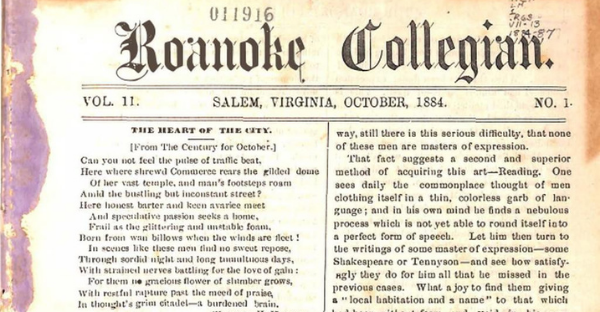 011916
Roanoke Collegian.
VOL. 11. SALEM, VIRGINIA, OCTOBER, 1884. NO. 1.
THE HEART OF THE CITY.
[From The Century for October.]
Can you not feel the pulse of traffic beat,
Here where shrewd Commerce rears the gilded dome
Of her vast temple, and man's footsteps roam
Amid the bustling but inconstant street?
Here honest barter and keen avarice meet
And speculative passion seeks a home,
Frail as the glittering and unstable foam,
Born from wan billows when the winds are fleet!
In scenes like these men find no sweet repose,
Through sordid night and long tumultuous days,
With strained nerves battling for the love of gain:
For them no gracious flower of slumber grows,
With restful rapture past the meed of praise,
In thought's grim citadel—a burdened brain.
way, still there is this serious difficulty, that none
of these men are masters of expression.
That fact suggests a second and superior
method of acquiring this art—Reading. One
sees daily the commonplace thought of men
clothing itself in a thin, colorless garb of lan-
guage; and in his own mind he finds a nebulous
process which is not yet able to round itself into
a perfect form of speech. Let him then turn to
the writings of some master of expression—some
Shakespeare or Tennyson—and see how satisfy-
ngly they do for him all that he missed in the
previous cases. What a joy to find them giving
a "local habitation and a name" to that which